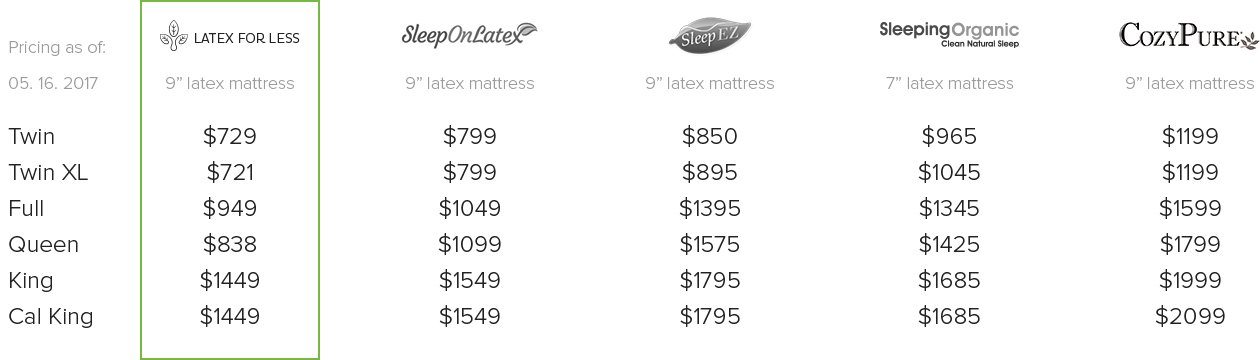 LATEX FOR LESS SleepOnLatex SleepEZ SleepingOrganic COZYPURE
Clean Natural Sleep
Pricing as of:
05. 16. 2017 9” latex mattress 9” latex mattress 9” latex mattress 7” latex mattress 9” latex mattress
Twin $729 $799 $850 $965 $1199
Twin XL $721 $799 $895 $1045 $1199
Full $949 $1049 $1395 $1345 $1599
Queen $838 $1099 $1575 $1425 $1799
King $1449 $1549 $1795 $1685 $1999
Cal King $1449 $1549 $1795 $1685 $2099